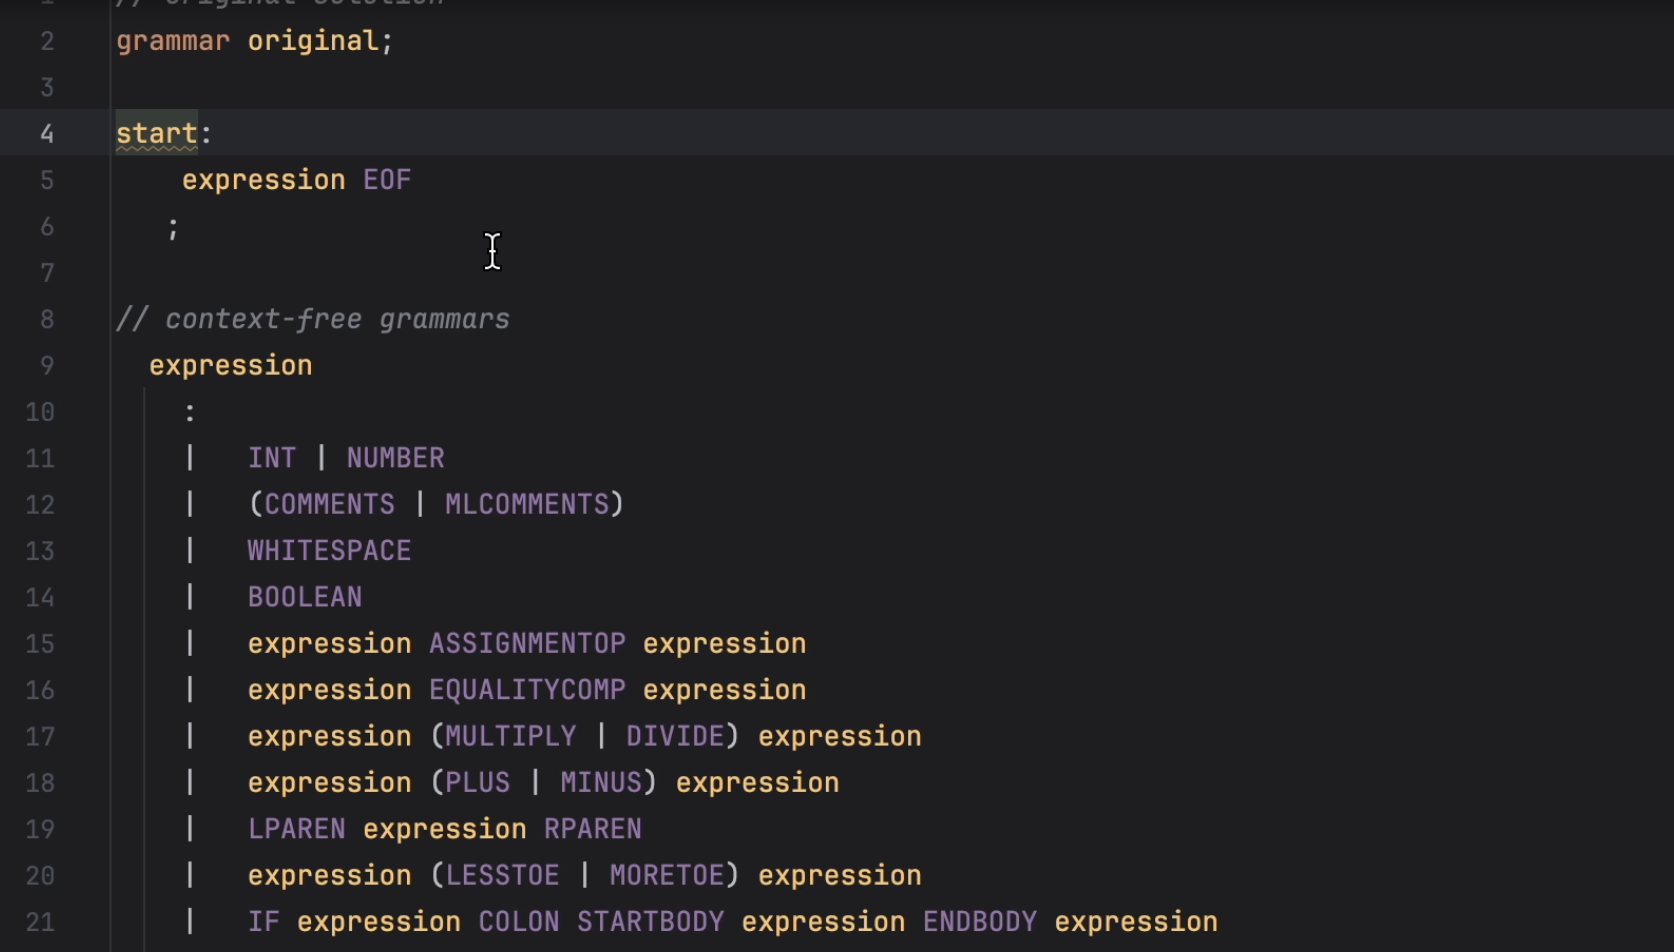 // original solution
2 grammar original;
3
4 start:
5 expression EOF
6 ;
7
8 // context-free grammars
9 expression
10 :
11 | INT | NUMBER
12 | (COMMENTS | MLCOMMENTS)
13 | WHITESPACE
14 | BOOLEAN
15 | expression ASSIGNMENTOP expression
16 | expression EQUALITYCOMP expression
17 | expression (MULTIPLY | DIVIDE) expression
18 | expression (PLUS | MINUS) expression
19 | LPAREN expression RPAREN
20 | expression (LESSTOE | MORETOE) expression
21 | IF expression COLON STARTBODY expression ENDBODY expression